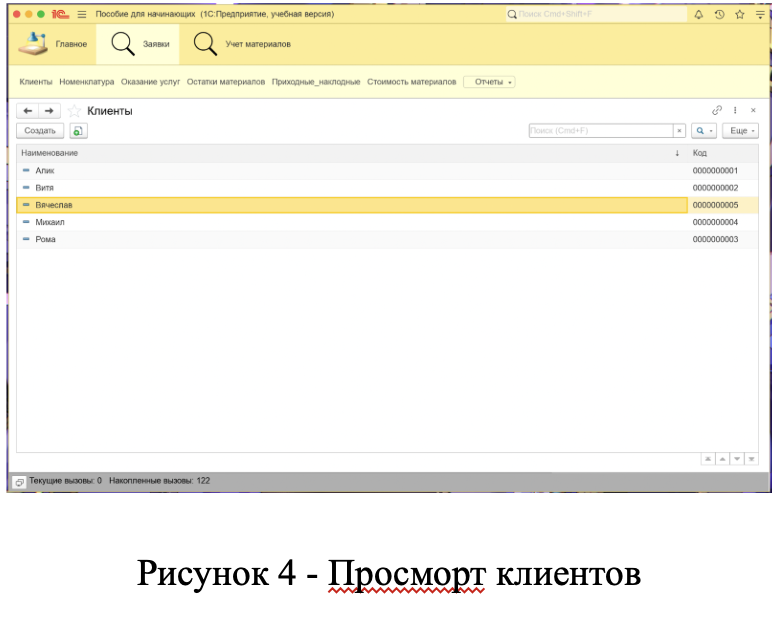 1С Пособие для начинающих (1С:Предприятие, учебная версия) Поиск Cmd+Shift+F
Главное Заявки Учет материалов
Клиенты Номенклатура Оказание услуг Остатки материалов Приходные_наклодные Стоимость материалов Отчеты
Клиенты
Создать Поиск (Cmd+F) × Еще
Наименование ↓ Код
Алик 0000000001
Витя 0000000002
Вячеслав 0000000005
Михаил 0000000004
Рома 0000000003
Текущие вызовы: 0 Накопленные вызовы: 122
Рисунок 4 - Просморт клиентов